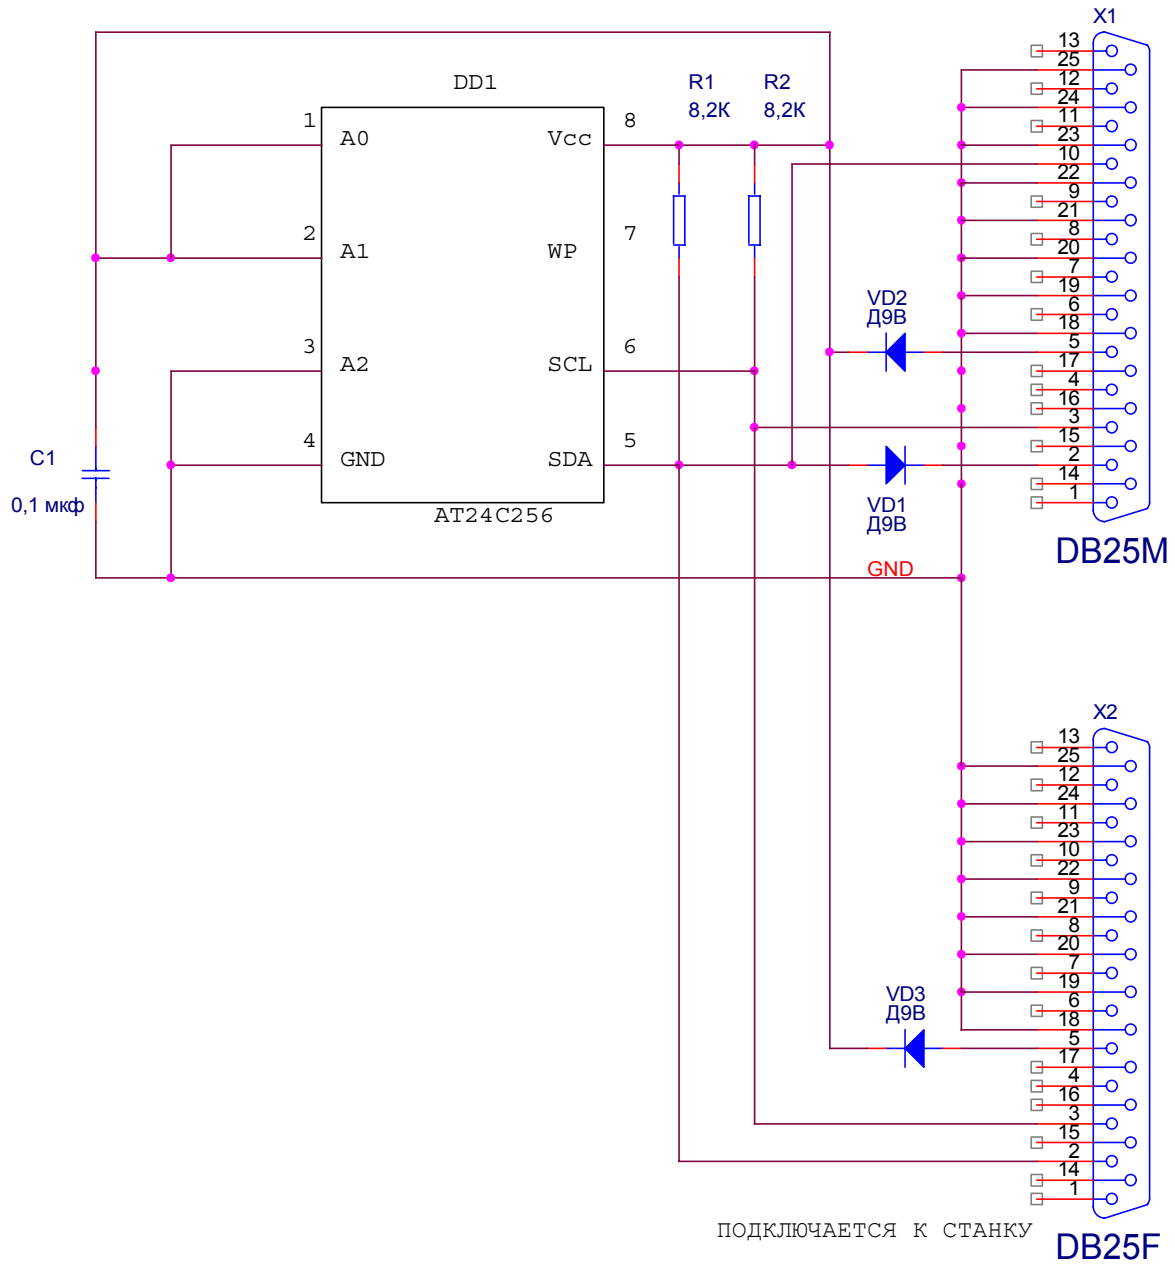 X1
13
25
12
24
11
23
10
22
9
21
8
20
7
19
6
18
5
17
4
16
3
15
2
14
1
DB25M
DD1
R1
8,2К
R2
8,2К
1
A0
Vcc
8
2
A1
WP
7
3
A2
SCL
6
4
GND
SDA
5
AT24C256
C1
0,1 мкф
VD2
Д9В
VD1
Д9В
GND
X2
13
25
12
24
11
23
10
22
9
21
8
20
7
19
6
18
5
17
4
16
3
15
2
14
1
VD3
Д9В
ПОДКЛЮЧАЕТСЯ К СТАНКУ
DB25F